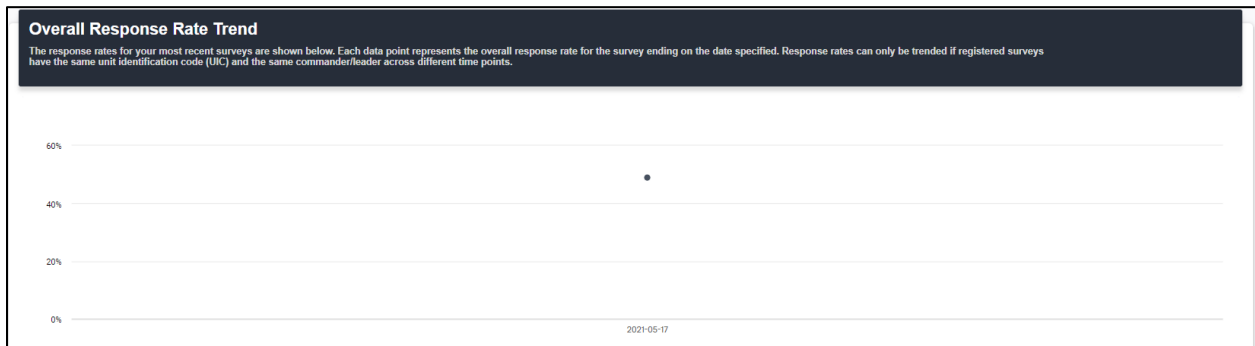 Overall Response Rate Trend
The response rates for your most recent surveys are shown below. Each data point represents the overall response rate for the survey ending on the date specified. Response rates can only be trended if registered surveys
have the same unit identification code (UIC) and the same commander/leader across different time points.
60%
40%
20%
0%
2021-05-17